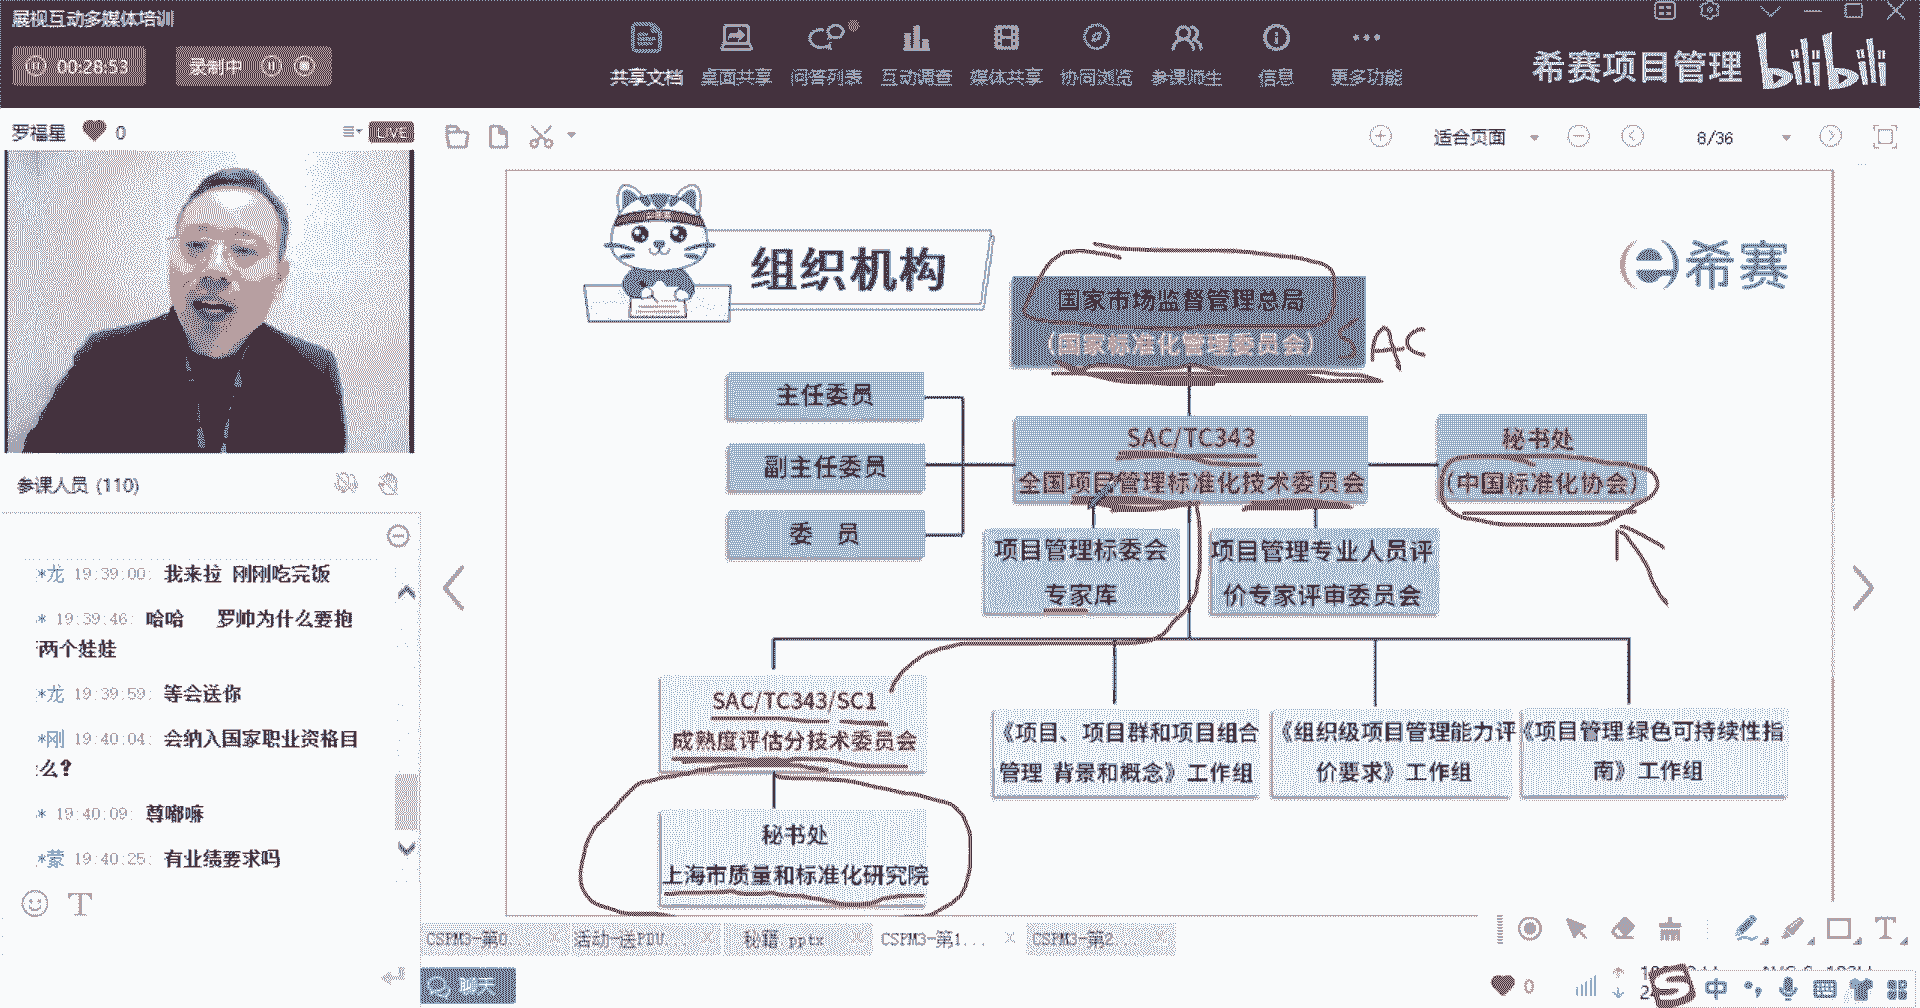 展视互动多媒体培训
00:28:53
录制中
共享文档
桌面共享
问答列表
互动调查
媒体共享
协同浏览
参课师生
信息
更多功能
希赛项目管理
bilibili
罗福星
0
LIVE
适合页面
8/36
组织机构
希赛
国家市场监督管理总局
(国家标准化管理委员会)
SAC
主任委员
副主任委员
委 员
SAC/TC343
全国项目管理标准化技术委员会
秘书处
(中国标准化协会)
项目管理标委会
专家库
项目管理专业人员评
价专家评审委员会
SAC/TC343/SC1
成熟度评估分技术委员会
秘书处
上海市质量和标准化研究院
《项目、项目群和项目组合
管理 背景和概念》工作组
《组织级项目管理能力评
价要求》工作组
《项目管理绿色可持续性指
南》工作组
参课人员 (110)
*龙 19:39:00: 我来拉 刚刚吃完饭
* 19:39:46: 哈哈 罗帅为什么要抱
两个娃娃
*龙 19:39:59: 等会送你
*刚 19:40:04: 会纳入国家职业资格目
么?
* 19:40:09: 尊嘟嘛
*蒙 19:40:25: 有业绩要求吗
T
CSPM3-第0...
活动-送PDU...
秘籍.pptx
CSPM3-第1...
CSPM3-第2...
聊天
T
0
中